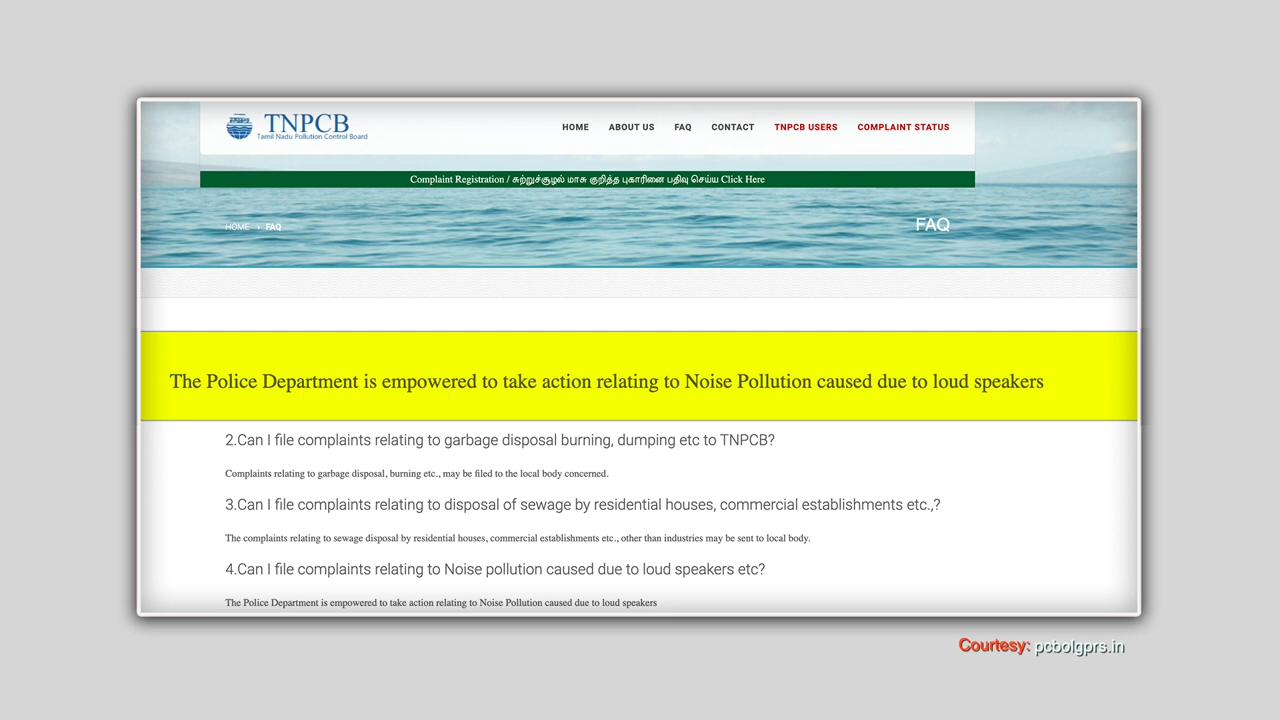 TNPCB
Tamil Nadu Pollution Control Board
HOME ABOUT US FAQ CONTACT TNPCB USERS COMPLAINT STATUS
Complaint Registration / சுற்றுச்சூழல் மாசு குறித்த புகாரினை பதிவு செய்ய Click Here
HOME › FAQ
FAQ
The Police Department is empowered to take action relating to Noise Pollution caused due to loud speakers
2.Can I file complaints relating to garbage disposal burning, dumping etc to TNPCB?
Complaints relating to garbage disposal, burning etc., may be filed to the local body concerned.
3.Can I file complaints relating to disposal of sewage by residential houses, commercial establishments etc.,?
The complaints relating to sewage disposal by residential houses, commercial establishments etc., other than industries may be sent to local body.
4.Can I file complaints relating to Noise pollution caused due to loud speakers etc?
The Police Department is empowered to take action relating to Noise Pollution caused due to loud speakers
Courtesy: pcbolgprs.in